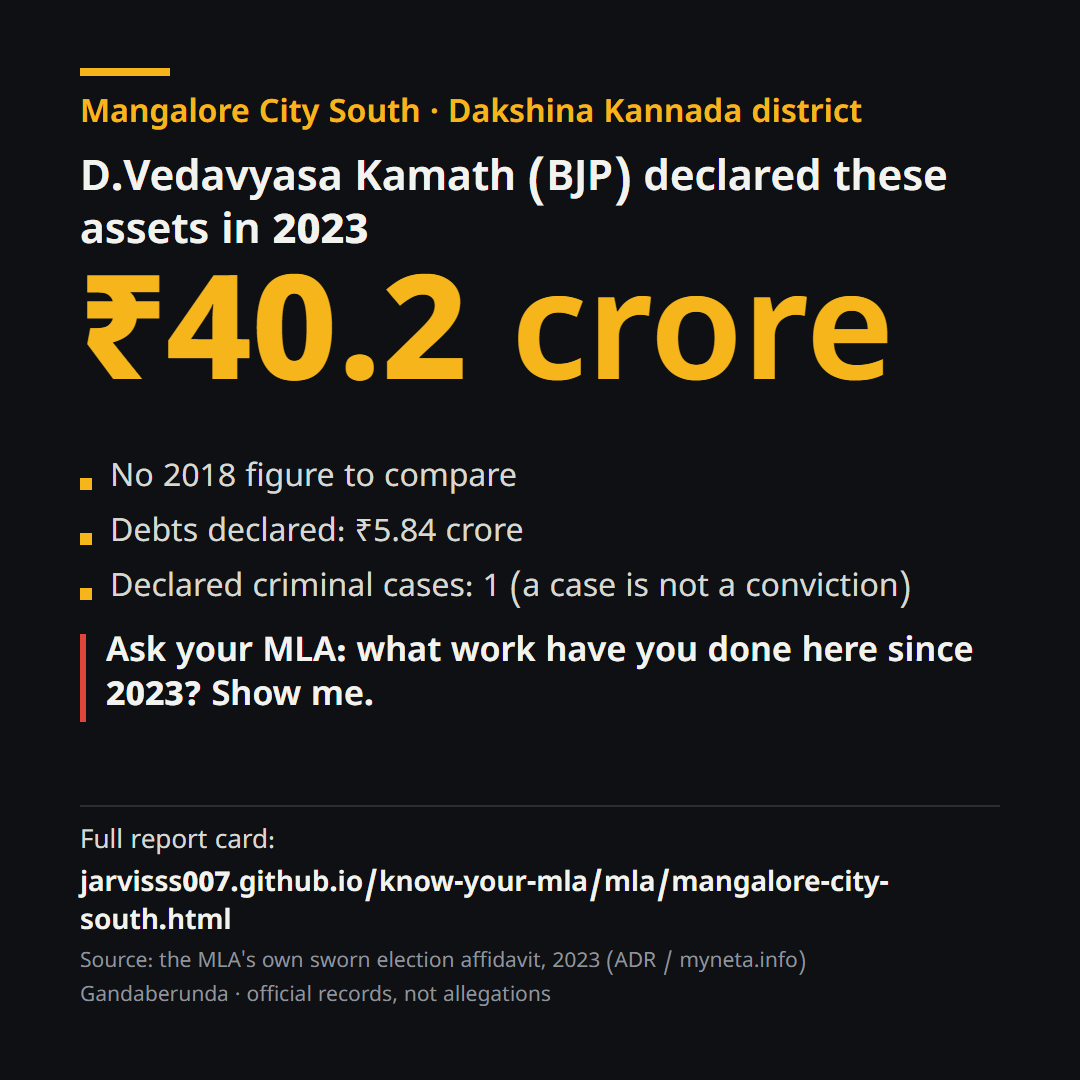 Mangalore City South · Dakshina Kannada district
D.Vedavyasa Kamath (BJP) declared these
assets in 2023
₹40.2 crore
No 2018 figure to compare
Debts declared: ₹5.84 crore
Declared criminal cases: 1 (a case is not a conviction)
Ask your MLA: what work have you done here since
2023? Show me.
Full report card:
jarvisss007.github.io/know-your-mla/mla/mangalore-city-
south.html
Source: the MLA's own sworn election affidavit, 2023 (ADR / myneta.info)
Gandaberunda · official records, not allegations